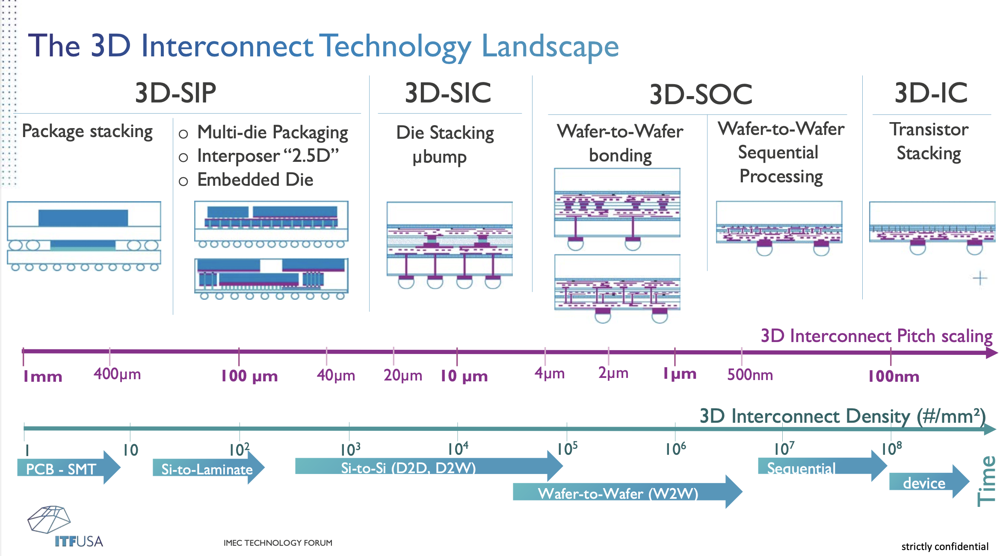 The 3D Interconnect Technology Landscape
3D-SIP
3D-SIC
3D-SOC
3D-IC
Package stacking
○ Multi-die Packaging
○ Interposer “2.5D”
○ Embedded Die
Die Stacking
µbump
Wafer-to-Wafer
bonding
Wafer-to-Wafer
Sequential
Processing
Transistor
Stacking
3D Interconnect Pitch scaling
1mm 400µm 100 µm 40µm 20µm 10 µm 4µm 2µm 1µm 500nm 100nm
3D Interconnect Density (#/mm²)
1 10 10² 10³ 10⁴ 10⁵ 10⁶ 10⁷ 10⁸
PCB - SMT
Si-to-Laminate
Si-to-Si (D2D, D2W)
Sequential
Wafer-to-Wafer (W2W)
device
Time
ITFUSA
IMEC TECHNOLOGY FORUM
strictly confidential